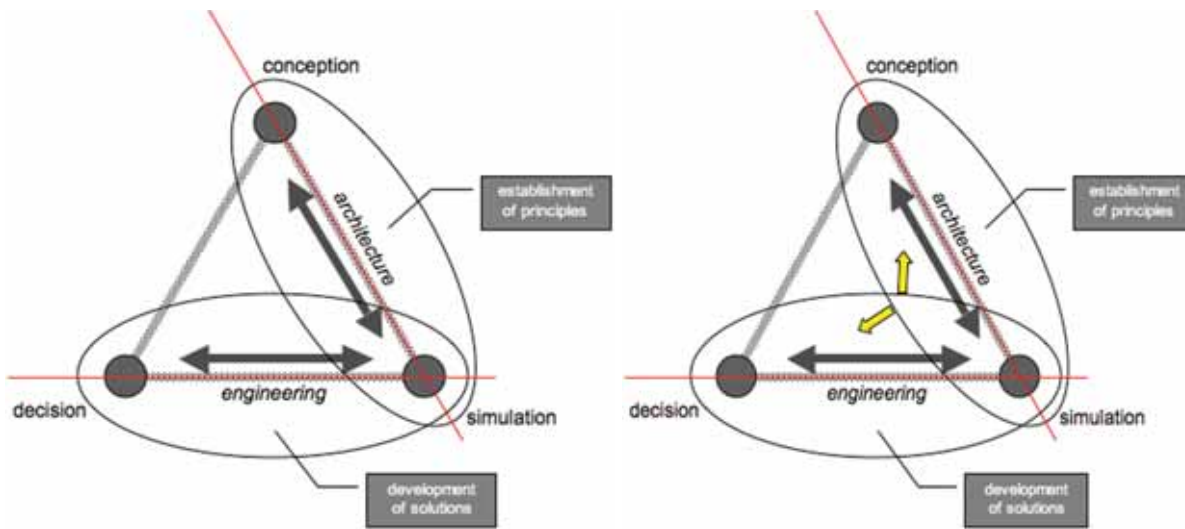 conception
establishment
of principles
architecture
engineering
decision
simulation
development
of solutions
conception
establishment
of principles
architecture
engineering
decision
simulation
development
of solutions